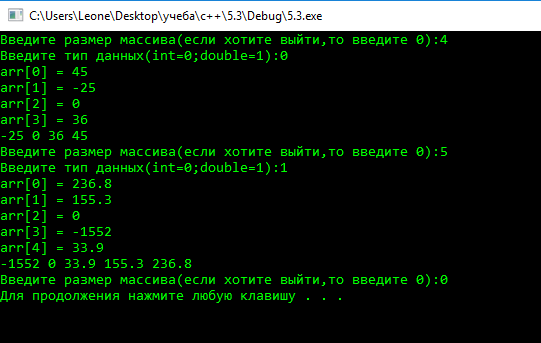 C:\Users\Leone\Desktop\учеба\c++\5.3\Debug\5.3.exe
Введите размер массива(если хотите выйти,то введите 0):4
Введите тип данных(int=0;double=1):0
arr[0] = 45
arr[1] = -25
arr[2] = 0
arr[3] = 36
-25 0 36 45
Введите размер массива(если хотите выйти,то введите 0):5
Введите тип данных(int=0;double=1):1
arr[0] = 236.8
arr[1] = 155.3
arr[2] = 0
arr[3] = -1552
arr[4] = 33.9
-1552 0 33.9 155.3 236.8
Введите размер массива(если хотите выйти,то введите 0):0
Для продолжения нажмите любую клавишу . . .